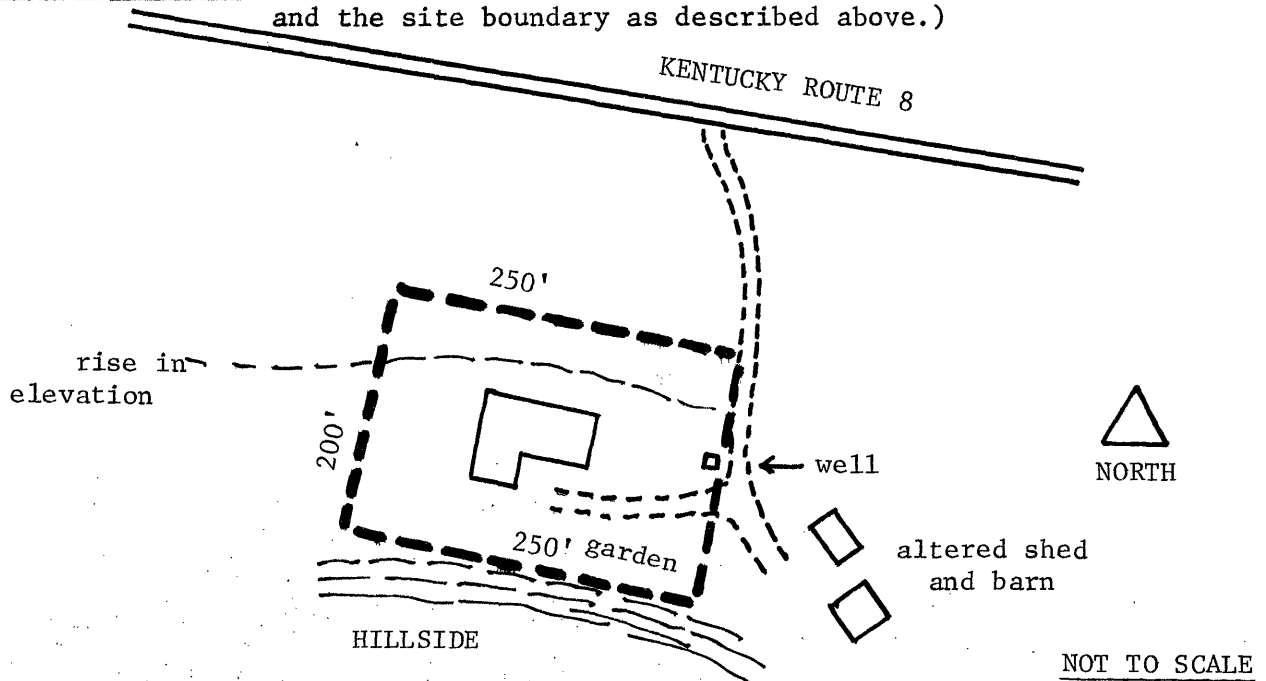 and the site boundary as described above.)
KENTUCKY ROUTE 8
250'
rise in
elevation
200'
well
NORTH
250' garden
altered shed
and barn
HILLSIDE
NOT TO SCALE